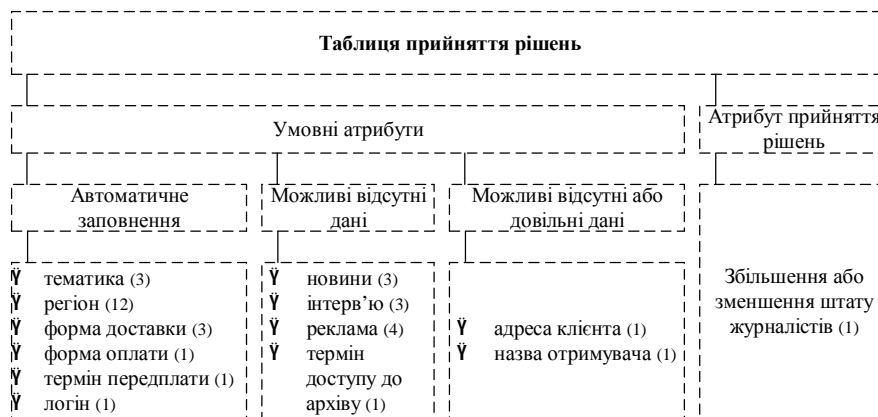 Таблиця прийняття рішень
Умовні атрибути
Атрибут прийняття
рішень
Автоматичне
заповнення
Можливі відсутні
дані
Можливі відсутні або
довільні дані
Ÿ тематика (3)
Ÿ регіон (12)
Ÿ форма доставки (3)
Ÿ форма оплати (1)
Ÿ термін передплати (1)
Ÿ логін (1)
Ÿ новини (3)
Ÿ інтерв’ю (3)
Ÿ реклама (4)
Ÿ термін
доступу до
архіву (1)
Ÿ адреса клієнта (1)
Ÿ назва отримувача (1)
Збільшення або
зменшення штату
журналістів (1)